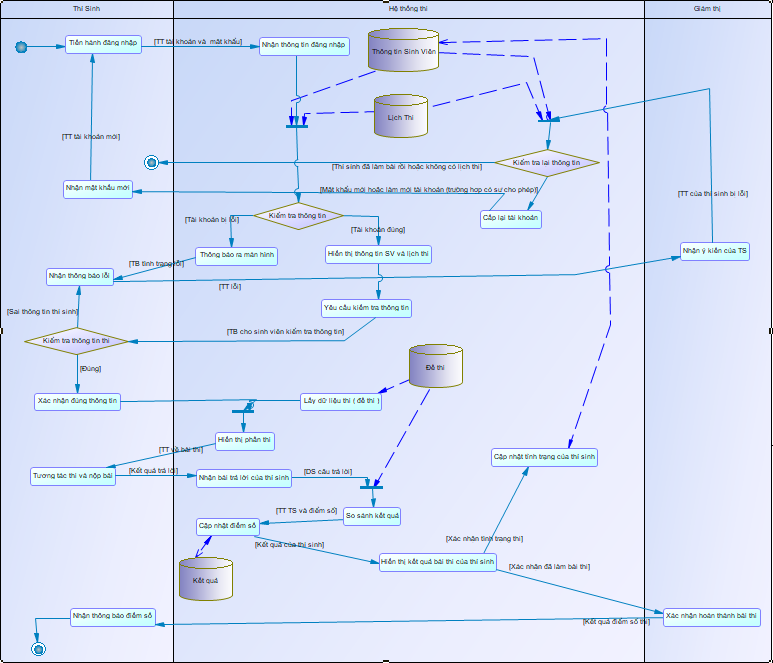 Thí Sinh
Hệ thông thi
Giám thị
Tiến hành đăng nhập
[TT tài khoản và mật khẩu]
Nhận thông tin đăng nhập
Thông tin Sinh Viên
Lịch Thi
[TT tài khoản mới]
Kiểm tra lại thông tin
[Thí sinh đã làm bài rồi hoặc không có lịch thi]
Nhận mật khẩu mới
[Mật khẩu mới hoặc làm mới tài khoản (trường hợp có sự cho phép)]
[TT của thí sinh bị lỗi]
Kiểm tra thông tin
Cấp lại tài khoản
[Tài khoản bị lỗi]
[Tài khoản đúng]
Thông báo ra màn hình
Hiển thị thông tin SV và lịch thi
Nhận ý kiến của TS
[TB tình trạng lỗi]
Nhận thông báo lỗi
[TT lỗi]
[Sai thông tin thí sinh]
Yêu cầu kiểm tra thông tin
[TB cho sinh viên kiểm tra thông tin]
Kiểm tra thông tin thi
Đề thi
[Đúng]
Xác nhận đúng thông tin
Lấy dữ liệu thi ( đề thi )
Hiển thị phần thi
[TT về bài thi]
Cập nhật tình trạng của thí sinh
Tương tác thi và nộp bài
[Kết quả trả lời]
Nhận bài trả lời của thí sinh
[DS câu trả lời]
[TT TS và điểm số]
So sánh kết quả
Cập nhật điểm số
[Xác nhận tình trạng thi]
[Kết quả của thí sinh]
Hiển thị kết quả bài thi của thí sinh
[Xác nhận đã làm bài thi]
Kết quả
Nhận thông báo điểm số
[Kết quả điểm số thi]
Xác nhận hoàn thành bài thi